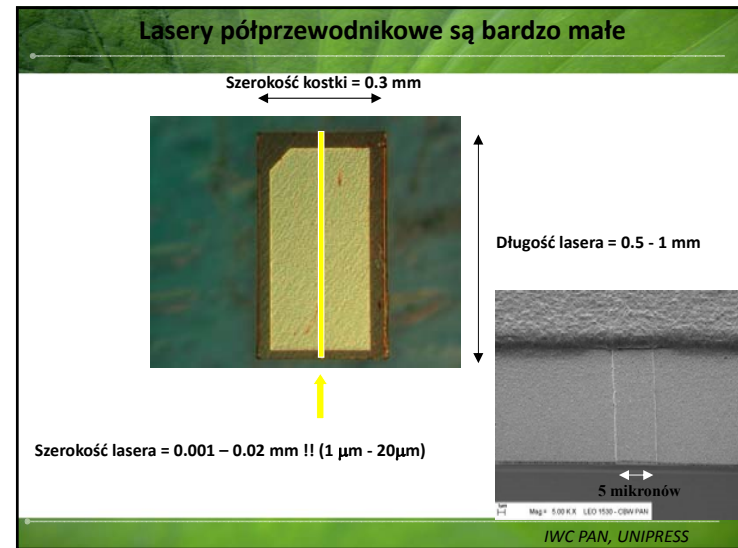 Lasery półprzewodnikowe są bardzo małe
Szerokość kostki = 0.3 mm
Długość lasera = 0.5 - 1 mm
Szerokość lasera = 0.001 – 0.02 mm !! (1 μm - 20μm)
5 mikronów
1µm
Mag = 5.00 K X LEO 1530 - CBW PAN
IWC PAN, UNIPRESS